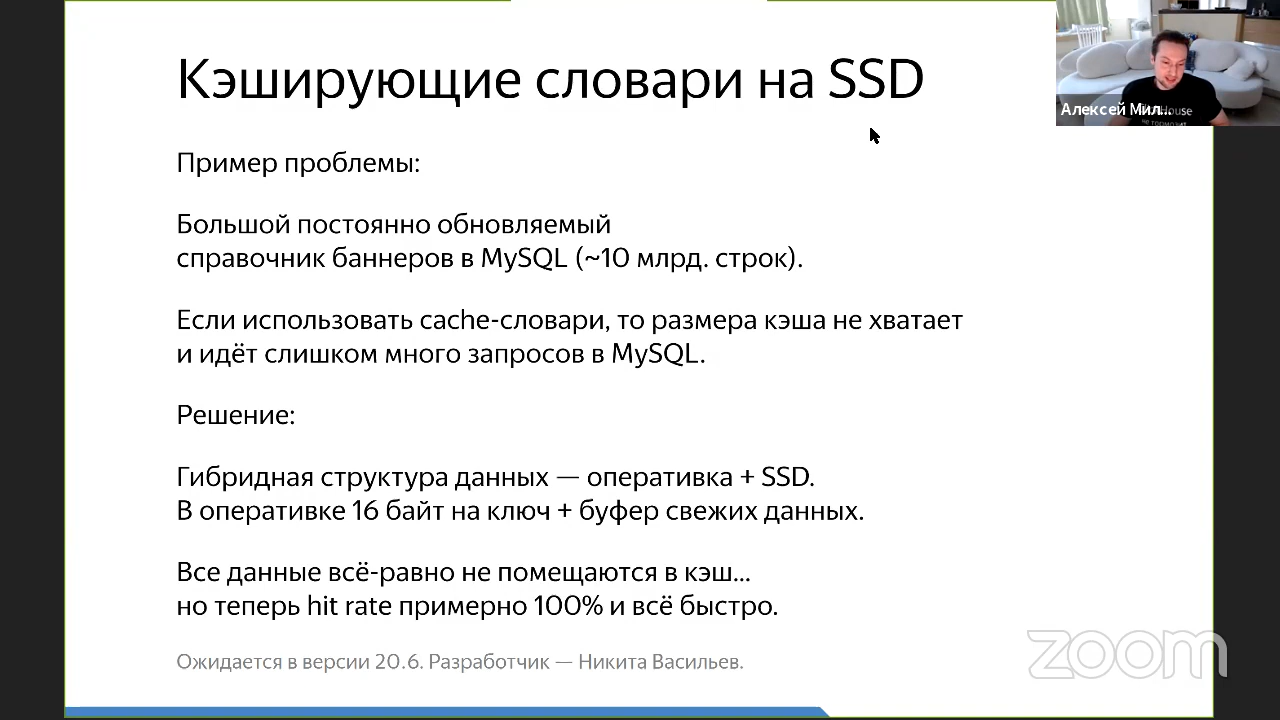 Кэширующие словари на SSD
Алексей Мил...
Пример проблемы:
Большой постоянно обновляемый
справочник баннеров в MySQL (~10 млрд. строк).
Если использовать cache-словари, то размера кэша не хватает
и идёт слишком много запросов в MySQL.
Решение:
Гибридная структура данных — оперативка + SSD.
В оперативке 16 байт на ключ + буфер свежих данных.
Все данные всё-равно не помещаются в кэш...
но теперь hit rate примерно 100% и всё быстро.
Ожидается в версии 20.6. Разработчик — Никита Васильев.
zoom